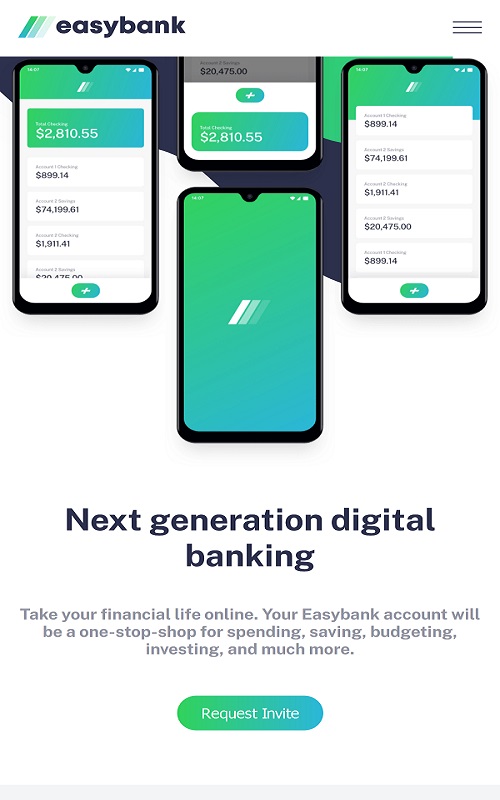 easybank
14:07
Total Checking
$2,810.55
Account 1 Checking
$899.14
Account 2 Savings
$74,199.61
Account 2 Checking
$1,911.41
Account 2 Savings
$20,475.00
Account 2 Savings
$20,475.00
Total Checking
$2,810.55
14:07
Account 1 Checking
$899.14
Account 2 Savings
$74,199.61
Account 2 Checking
$1,911.41
Account 2 Savings
$20,475.00
Account 1 Checking
$899.14
14:07
Next generation digital
banking
Take your financial life online. Your Easybank account will
be a one-stop-shop for spending, saving, budgeting,
investing, and much more.
Request Invite